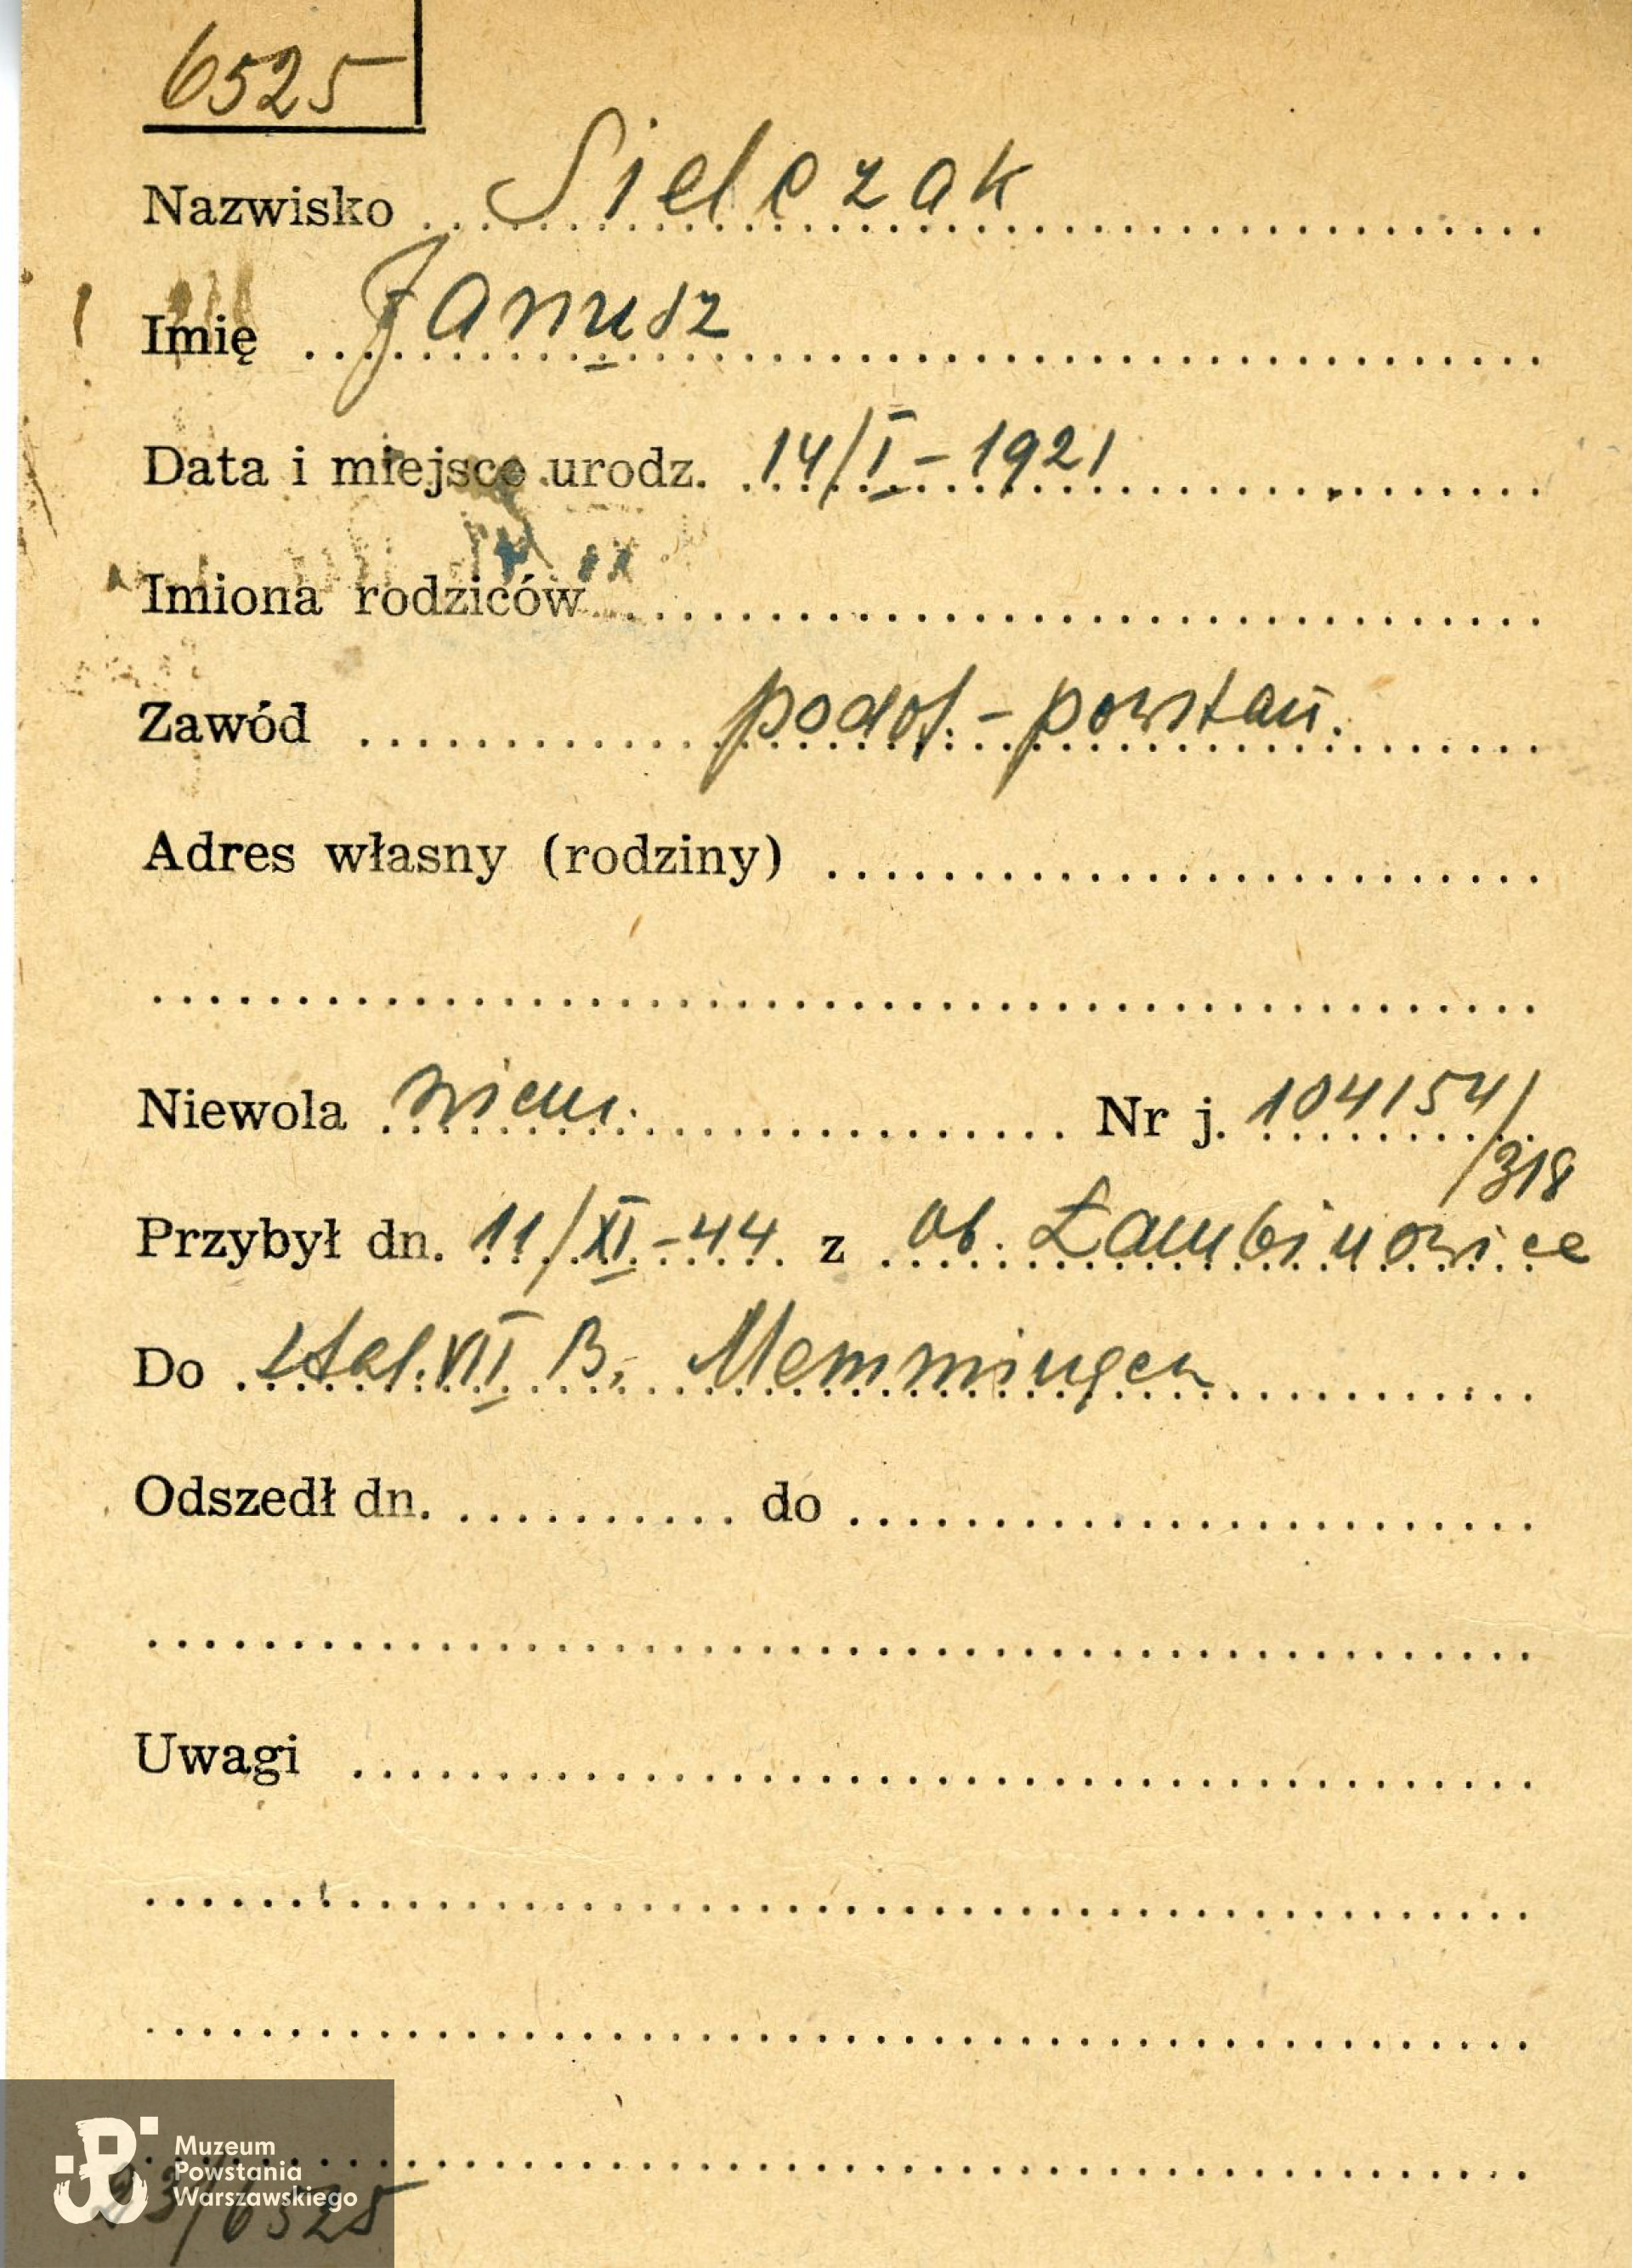 6525
Nazwisko Sielczak
Imię Janusz
Data i miejsce urodz. 14/I-1921
Imiona rodziców
Zawód podof. - powstań.
Adres własny (rodziny)
Niewola niem. Nr j. 104154/
/318
Przybył dn. 11/XI-44 z ob. Łambinowice
Do stal. VII B, Memmingen
Odszedł dn. do
Uwagi
Muzeum
Powstania
Warszawskiego
/6525